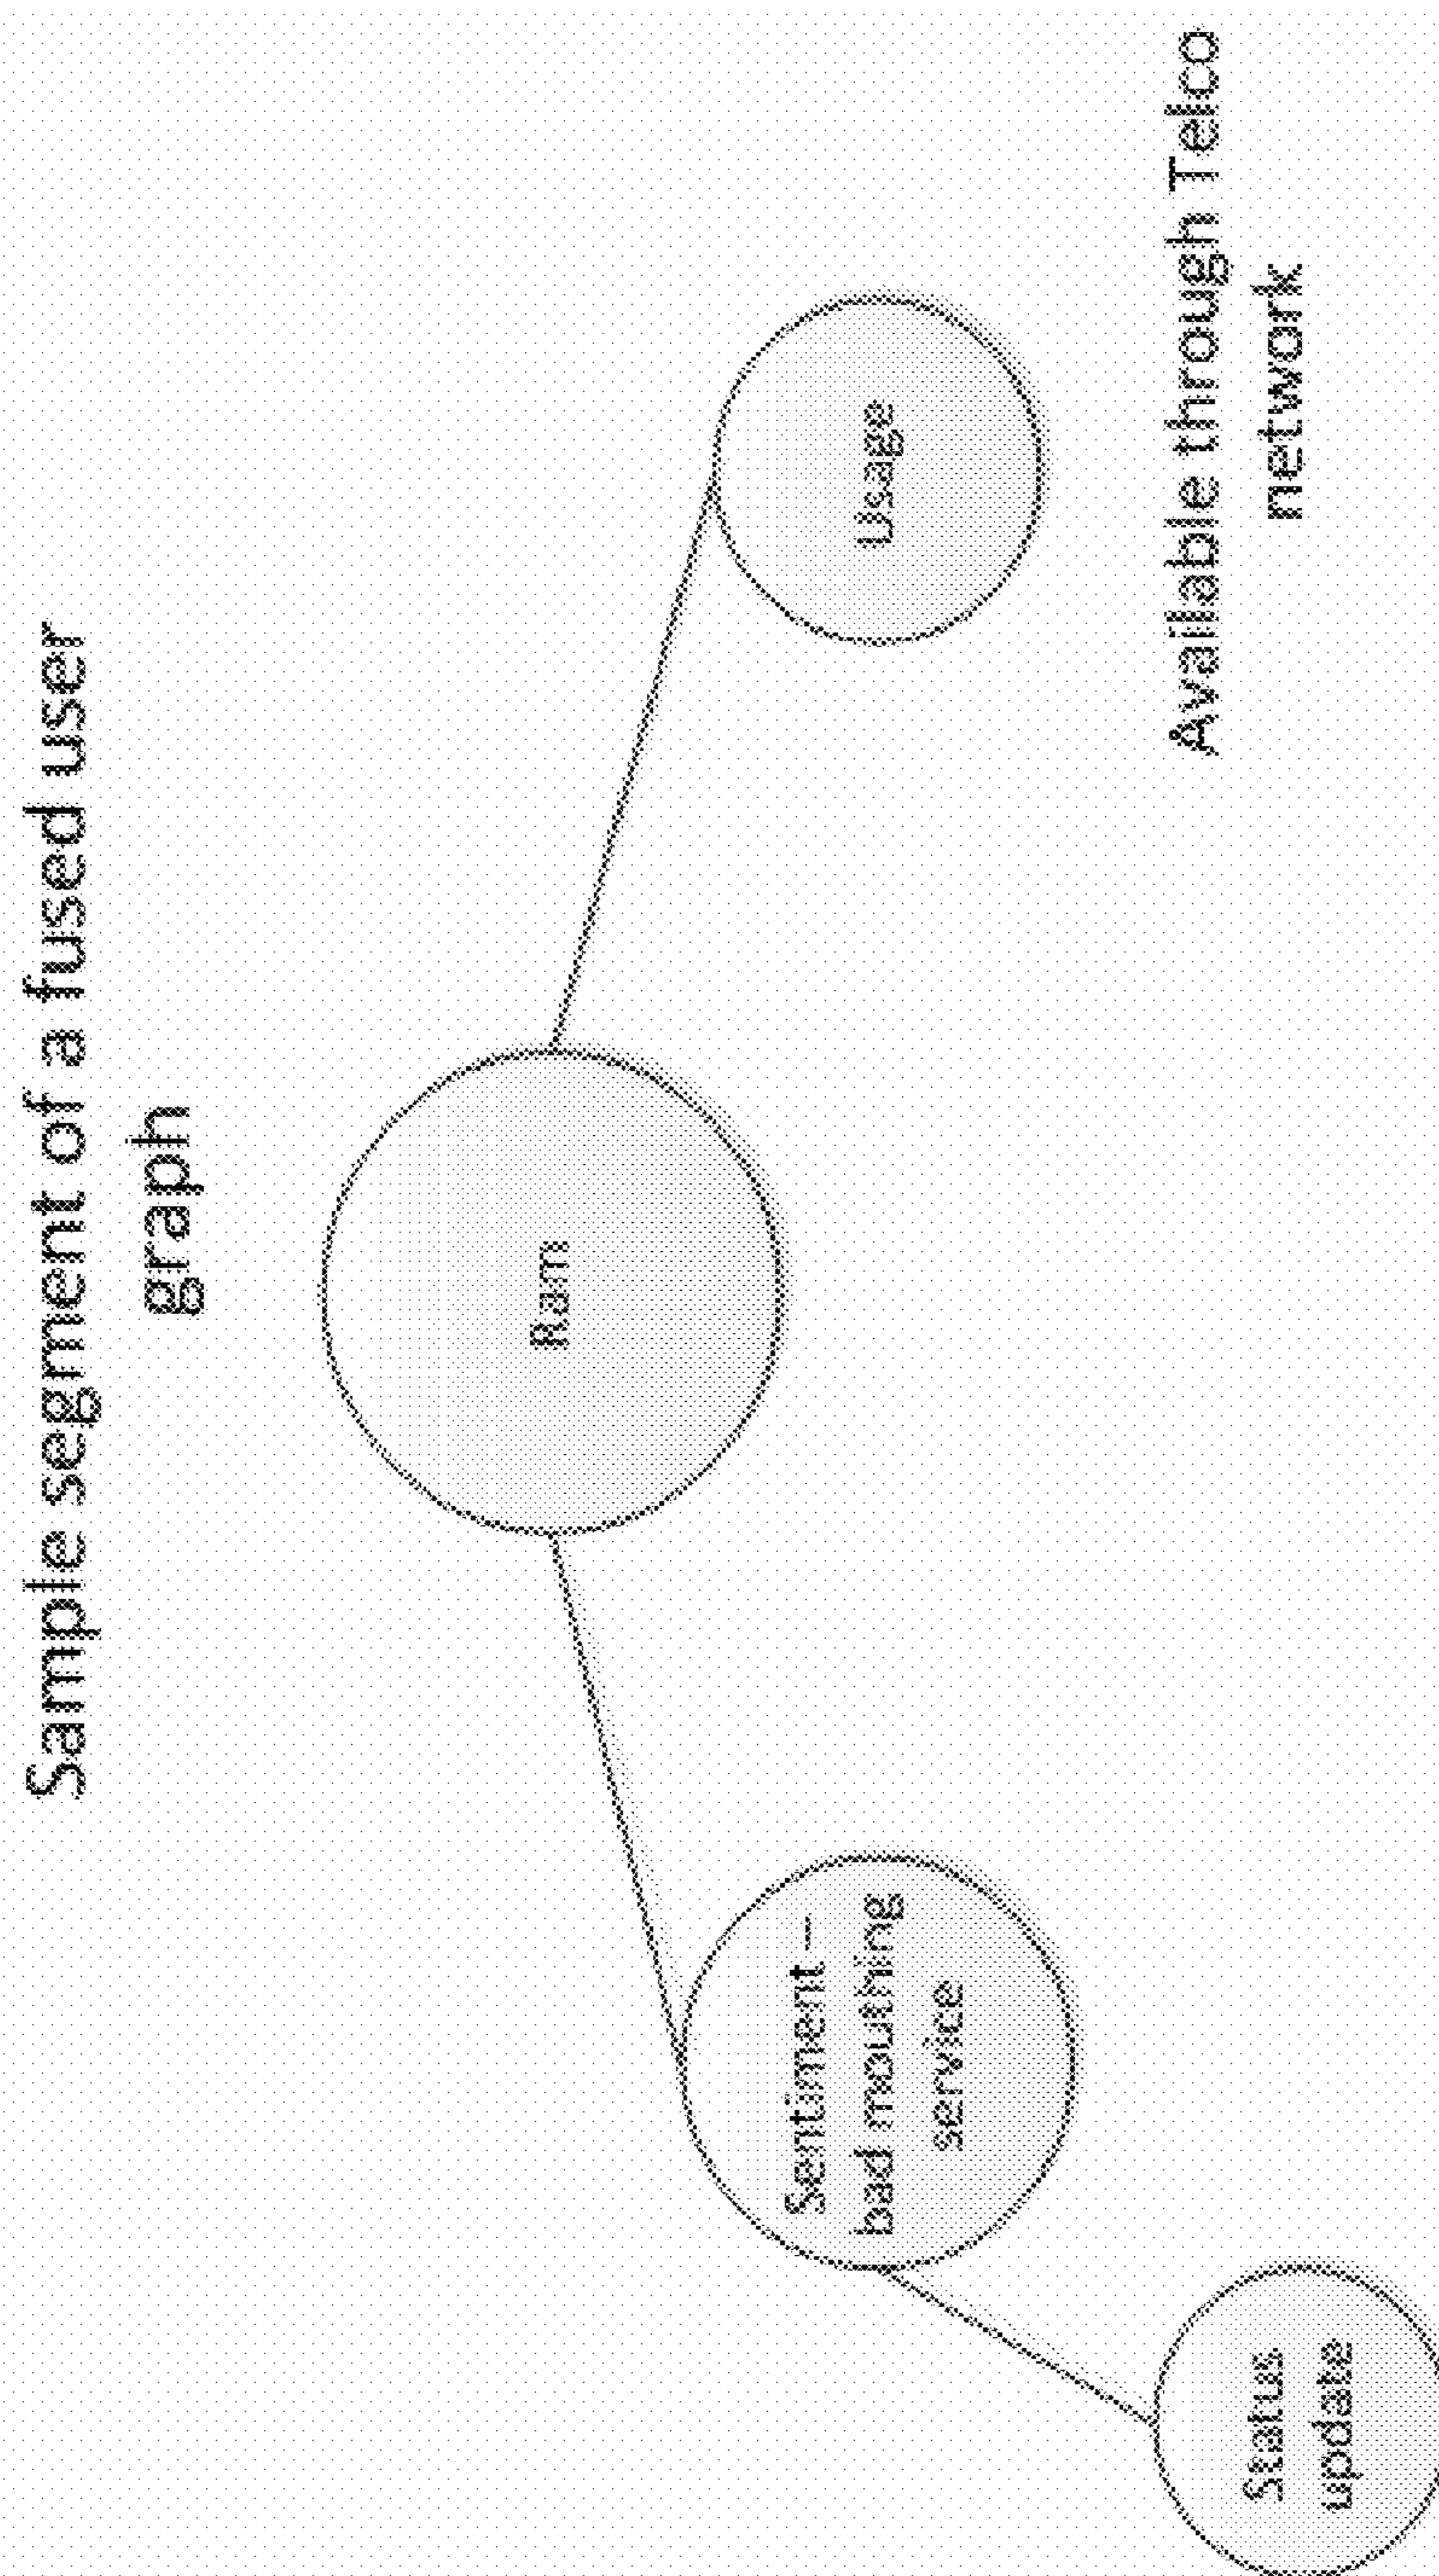 Sample segment of a fused user
graph
Ram
Sentiment –
bad mouthing
service
Usage
Status
update
Available through Telco
network